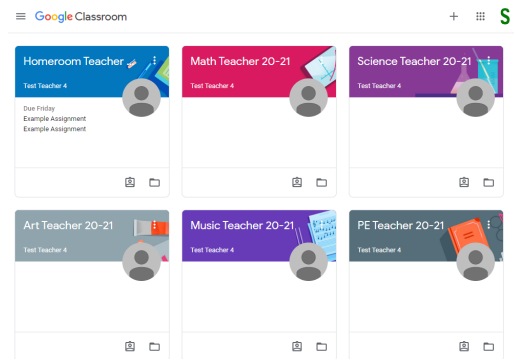 Google Classroom
S
Homeroom Teacher
Test Teacher 4
Due Friday
Example Assignment
Example Assignment
Math Teacher 20-21
Test Teacher 4
Science Teacher 20-21
Test Teacher 4
Art Teacher 20-21
Test Teacher 4
Music Teacher 20-21
Test Teacher 4
PE Teacher 20-21
Test Teacher 4